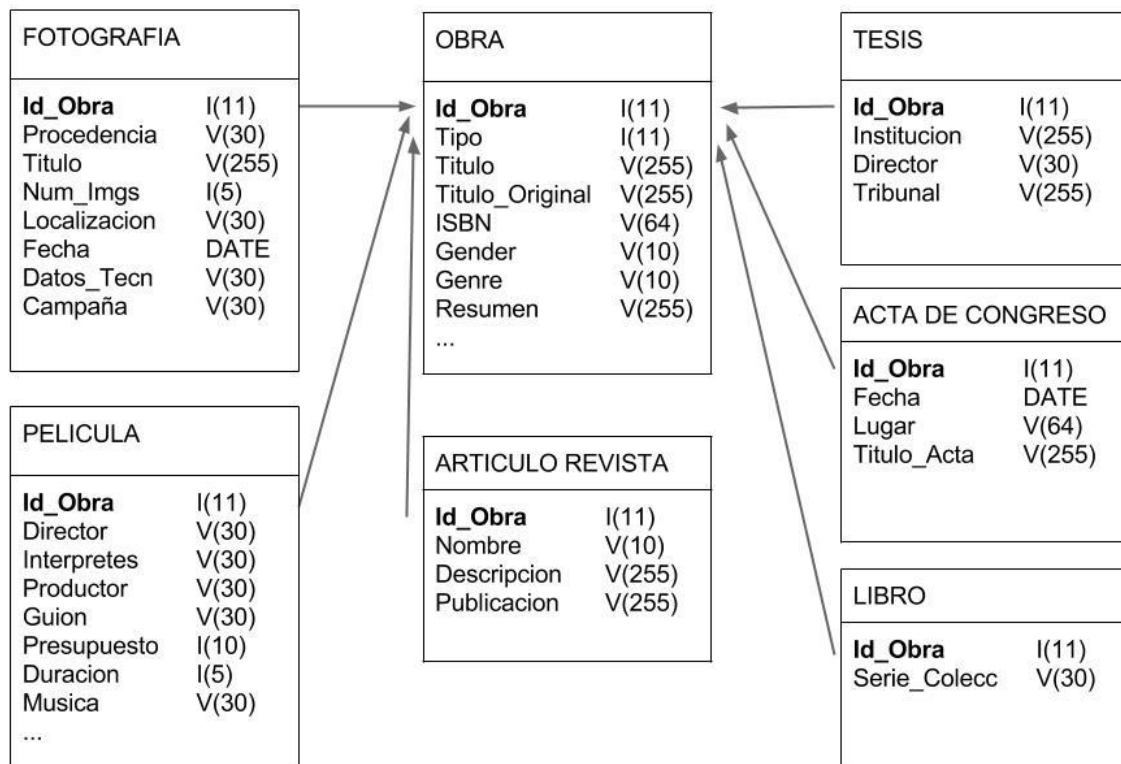 FOTOGRAFIA
Id_Obra I(11)
Procedencia V(30)
Titulo V(255)
Num_Imgs I(5)
Localizacion V(30)
Fecha DATE
Datos_Tecn V(30)
Campaña V(30)
PELICULA
Id_Obra I(11)
Director V(30)
Interpretes V(30)
Productor V(30)
Guion V(30)
Presupuesto I(10)
Duracion I(5)
Musica V(30)
...
OBRA
Id_Obra I(11)
Tipo I(11)
Titulo V(255)
Titulo_Original V(255)
ISBN V(64)
Gender V(10)
Genre V(10)
Resumen V(255)
...
ARTICULO REVISTA
Id_Obra I(11)
Nombre V(10)
Descripcion V(255)
Publicacion V(255)
TESIS
Id_Obra I(11)
Institucion V(255)
Director V(30)
Tribunal V(255)
ACTA DE CONGRESO
Id_Obra I(11)
Fecha DATE
Lugar V(64)
Titulo_Acta V(255)
LIBRO
Id_Obra I(11)
Serie_Colecc V(30)